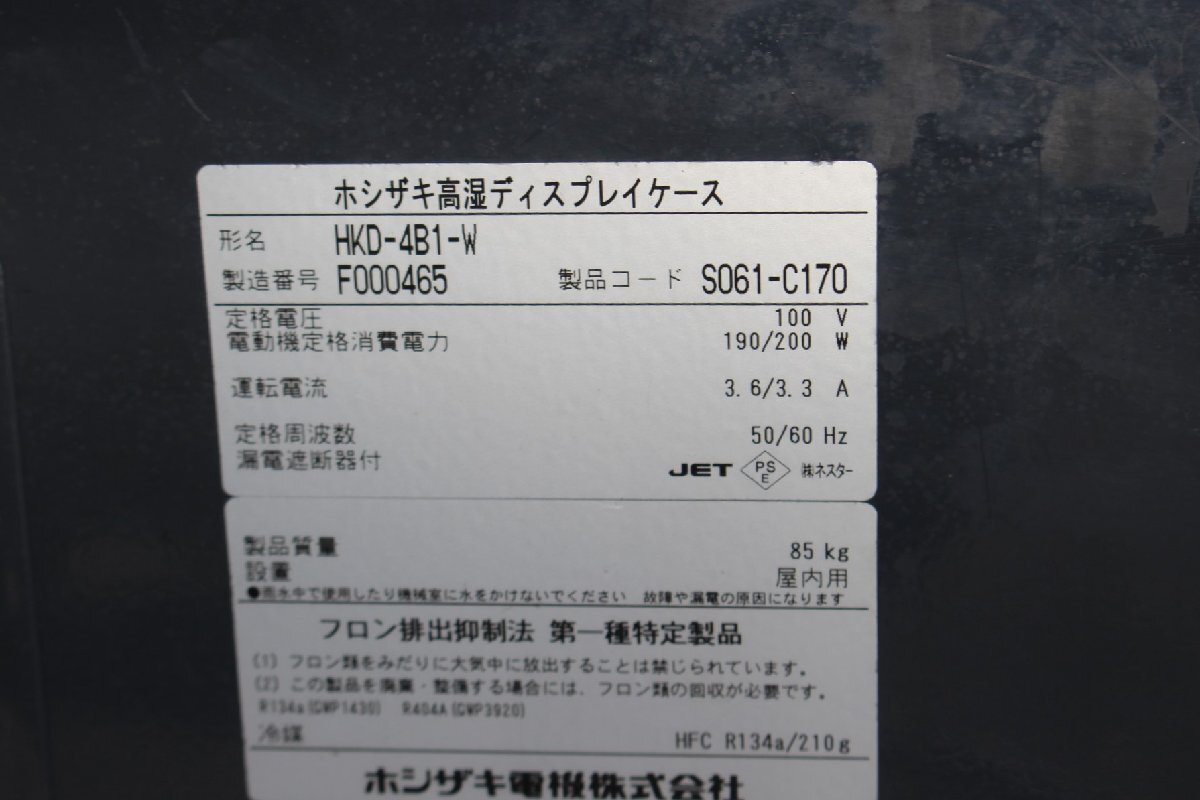 ホシザキ高湿ディスプレイケース
形名 HKD-4B1-W
製造番号 F000465 製品コード S061-C170
定格電圧 100 V
電動機定格消費電力 190/200 W
運転電流 3.6/3.3 A
定格周波数 50/60 Hz
漏電遮断器付 JET PS E ㈱ネスター
製品質量 85 kg
設置 屋内用
●雨水中で使用したり機械室に水をかけないでください 故障や漏電の原因になります
フロン排出抑制法 第一種特定製品
(1) フロン類をみだりに大気中に放出することは禁じられています。
(2) この製品を廃棄・整備する場合には、フロン類の回収が必要です。
R134a(GWP1430) R404A(GWP3920)
冷媒 HFC R134a/210g
ホシザキ電機株式会社